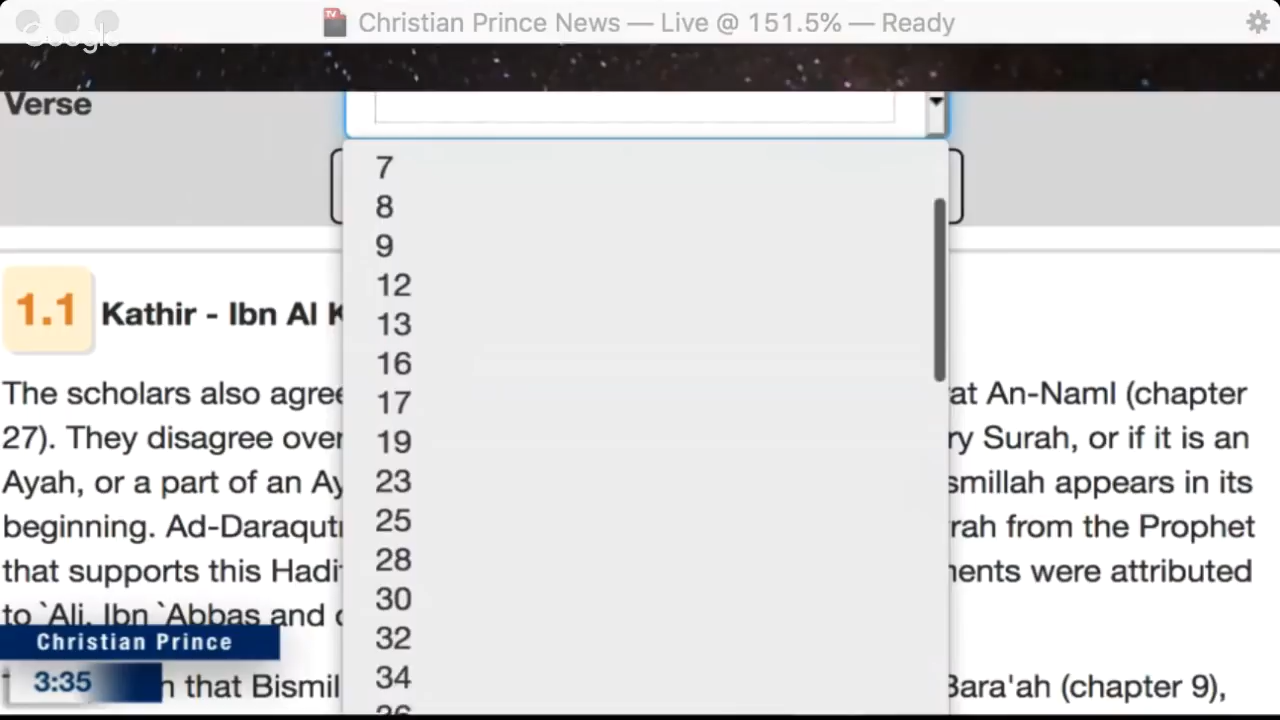 Christian Prince News — Live @ 151.5% — Ready
Google
Verse
7
8
9
12
13
16
17
19
23
25
28
30
32
34
1.1 Kathir - Ibn Al K
The scholars also agree at An-Naml (chapter
27). They disagree over ry Surah, or if it is an
Ayah, or a part of an Ay smillah appears in its
beginning. Ad-Daraqut rah from the Prophet
that supports this Hadi ents were attributed
to `Ali, Ibn `Abbas and
Christian Prince
3:35
n that Bismil Bara'ah (chapter 9),